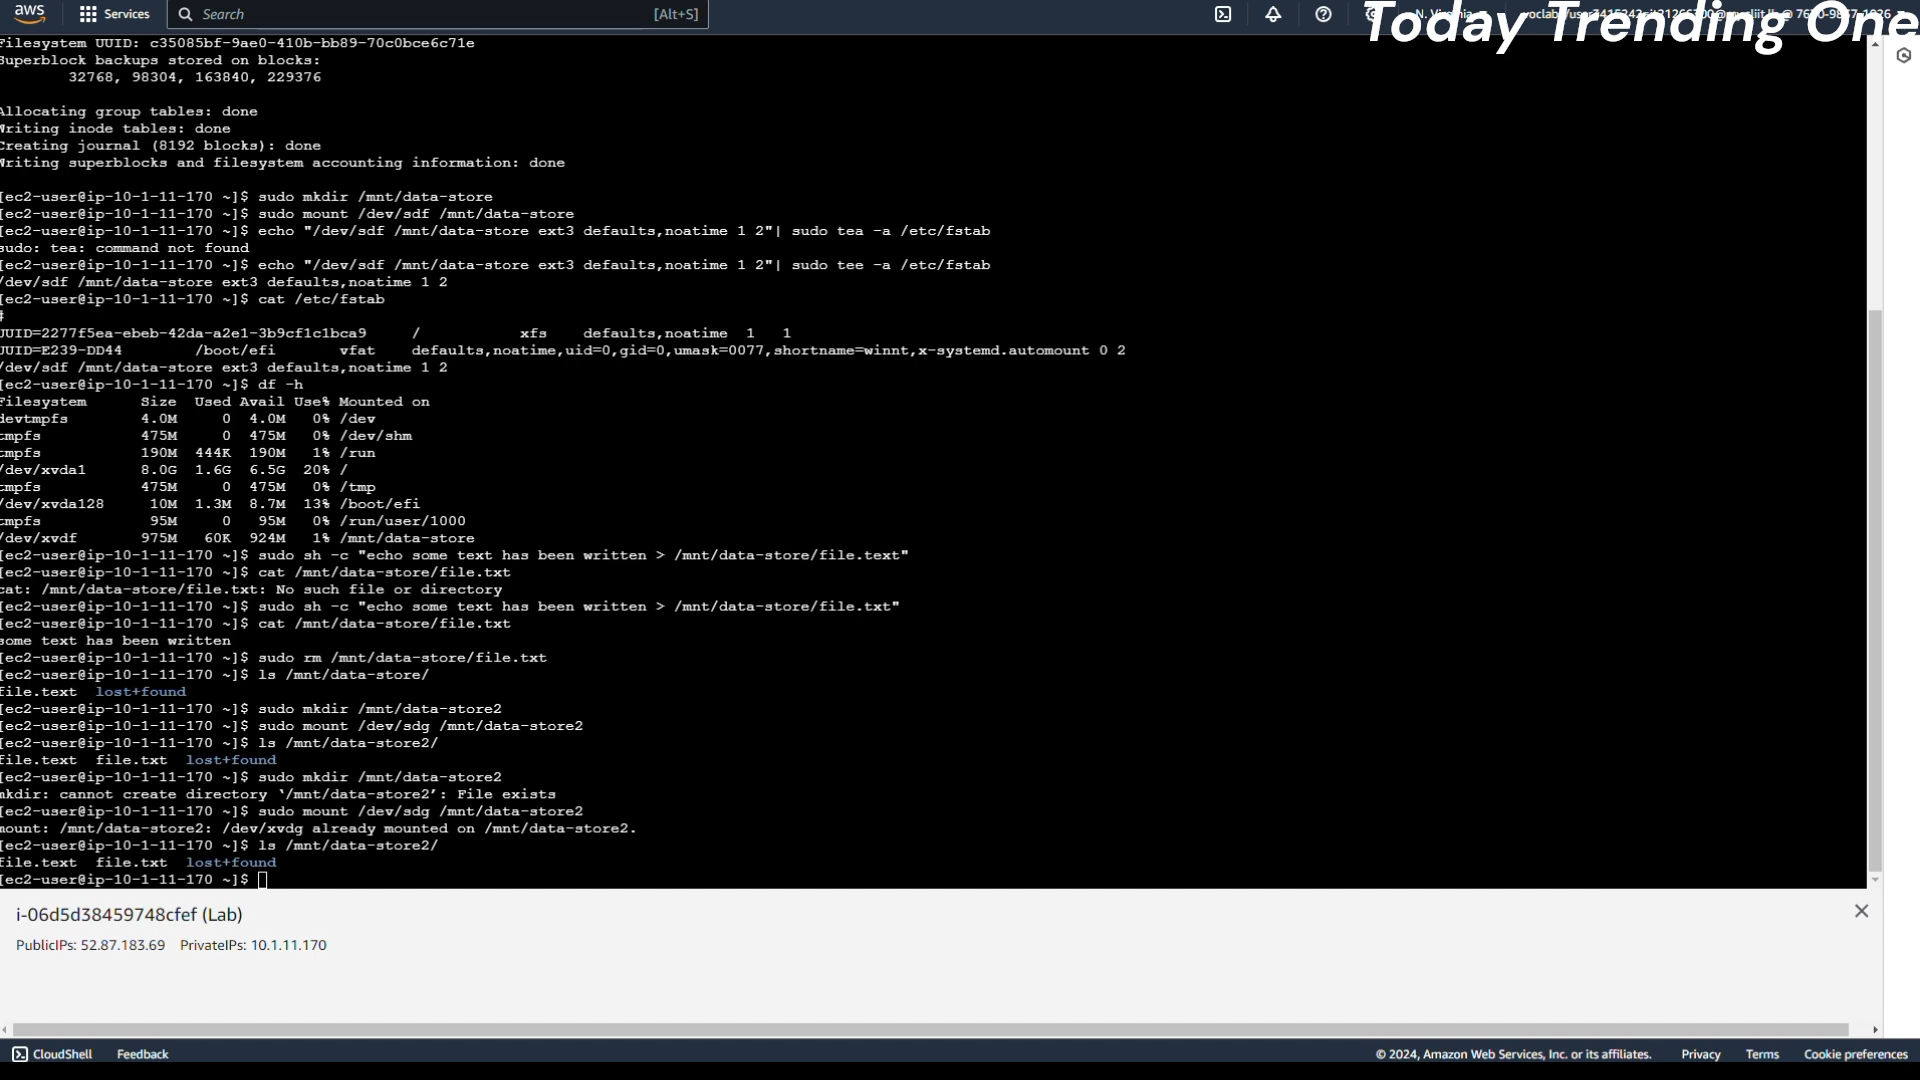 aws Services Search [Alt+S]
Today Trending One
Filesystem UUID: c35085bf-9ae0-410b-bb89-70c0bce6c71e
Superblock backups stored on blocks:
32768, 98304, 163840, 229376
Allocating group tables: done
Writing inode tables: done
Creating journal (8192 blocks): done
Writing superblocks and filesystem accounting information: done
[ec2-user@ip-10-1-11-170 ~]$ sudo mkdir /mnt/data-store
[ec2-user@ip-10-1-11-170 ~]$ sudo mount /dev/sdf /mnt/data-store
[ec2-user@ip-10-1-11-170 ~]$ echo "/dev/sdf /mnt/data-store ext3 defaults,noatime 1 2"| sudo tea -a /etc/fstab
sudo: tea: command not found
[ec2-user@ip-10-1-11-170 ~]$ echo "/dev/sdf /mnt/data-store ext3 defaults,noatime 1 2"| sudo tee -a /etc/fstab
/dev/sdf /mnt/data-store ext3 defaults,noatime 1 2
[ec2-user@ip-10-1-11-170 ~]$ cat /etc/fstab
#
UUID=2277f5ea-ebeb-42da-a2e1-3b9cf1c1bca9 / xfs defaults,noatime 1 1
UUID=E239-DD44 /boot/efi vfat defaults,noatime,uid=0,gid=0,umask=0077,shortname=winnt,x-systemd.automount 0 2
/dev/sdf /mnt/data-store ext3 defaults,noatime 1 2
[ec2-user@ip-10-1-11-170 ~]$ df -h
Filesystem Size Used Avail Use% Mounted on
devtmpfs 4.0M 0 4.0M 0% /dev
tmpfs 475M 0 475M 0% /dev/shm
tmpfs 190M 444K 190M 1% /run
/dev/xvda1 8.0G 1.6G 6.5G 20% /
tmpfs 475M 0 475M 0% /tmp
/dev/xvda128 10M 1.3M 8.7M 13% /boot/efi
tmpfs 95M 0 95M 0% /run/user/1000
/dev/xvdf 975M 60K 924M 1% /mnt/data-store
[ec2-user@ip-10-1-11-170 ~]$ sudo sh -c "echo some text has been written > /mnt/data-store/file.text"
[ec2-user@ip-10-1-11-170 ~]$ cat /mnt/data-store/file.txt
cat: /mnt/data-store/file.txt: No such file or directory
[ec2-user@ip-10-1-11-170 ~]$ sudo sh -c "echo some text has been written > /mnt/data-store/file.txt"
[ec2-user@ip-10-1-11-170 ~]$ cat /mnt/data-store/file.txt
some text has been written
[ec2-user@ip-10-1-11-170 ~]$ sudo rm /mnt/data-store/file.txt
[ec2-user@ip-10-1-11-170 ~]$ ls /mnt/data-store/
file.text lost+found
[ec2-user@ip-10-1-11-170 ~]$ sudo mkdir /mnt/data-store2
[ec2-user@ip-10-1-11-170 ~]$ sudo mount /dev/sdg /mnt/data-store2
[ec2-user@ip-10-1-11-170 ~]$ ls /mnt/data-store2/
file.text file.txt lost+found
[ec2-user@ip-10-1-11-170 ~]$ sudo mkdir /mnt/data-store2
mkdir: cannot create directory ‘/mnt/data-store2’: File exists
[ec2-user@ip-10-1-11-170 ~]$ sudo mount /dev/sdg /mnt/data-store2
mount: /mnt/data-store2: /dev/xvdg already mounted on /mnt/data-store2.
[ec2-user@ip-10-1-11-170 ~]$ ls /mnt/data-store2/
file.text file.txt lost+found
[ec2-user@ip-10-1-11-170 ~]$
i-06d5d38459748cfef (Lab)
PublicIPs: 52.87.183.69 PrivateIPs: 10.1.11.170
CloudShell Feedback © 2024, Amazon Web Services, Inc. or its affiliates. Privacy Terms Cookie preferences